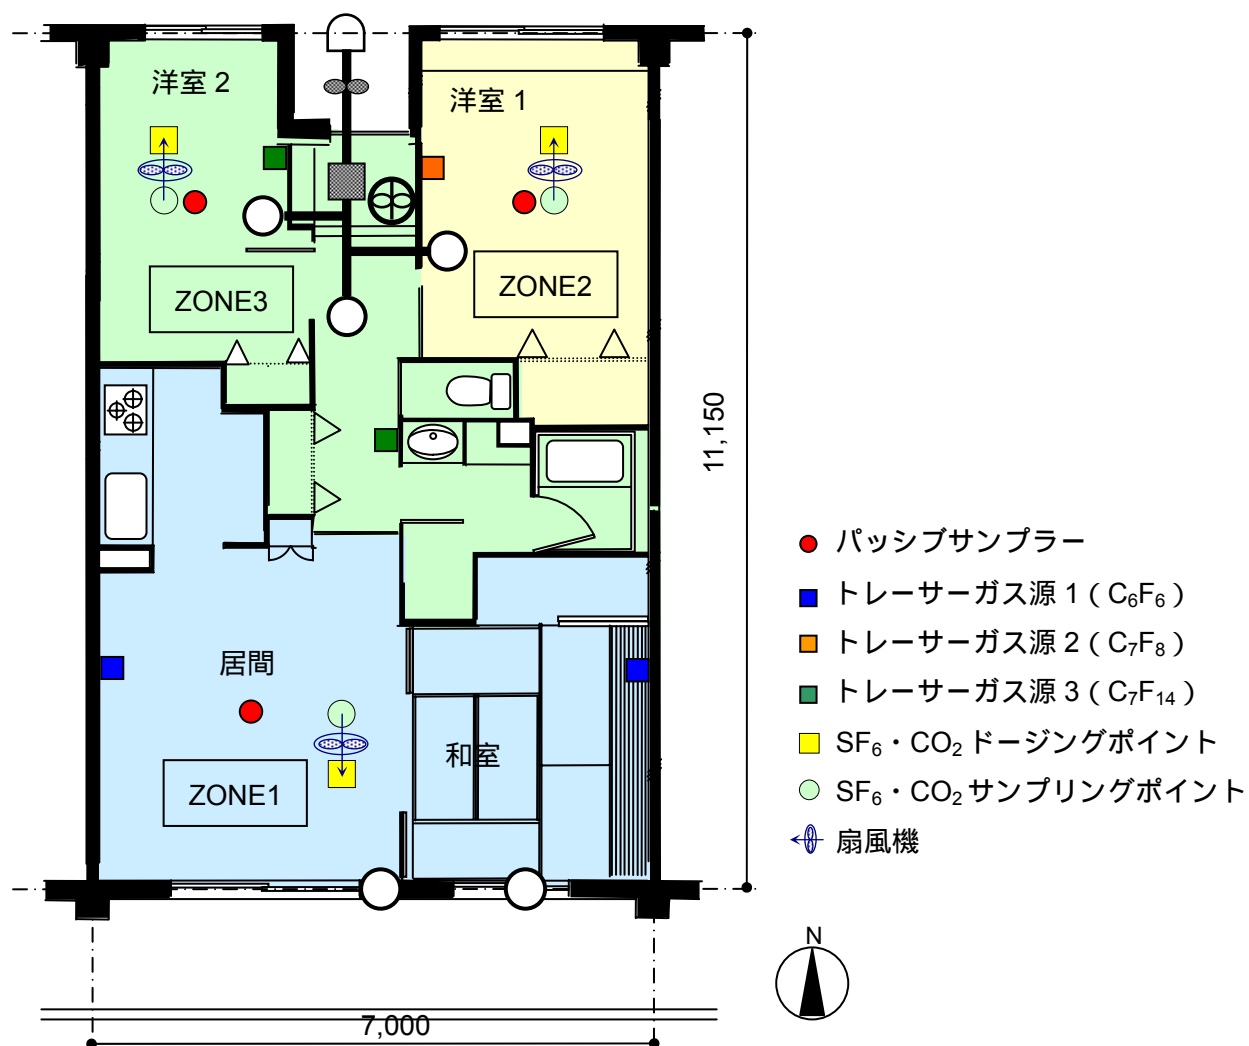 洋室 2
洋室 1
ZONE3
ZONE2
11,150
居間
和室
ZONE1
7,000
N
パッシブサンプラー
トレーサーガス源 1 ( C₆F₆ )
トレーサーガス源 2 ( C₇F₈ )
トレーサーガス源 3 ( C₇F₁₄ )
SF₆・CO₂ ドージングポイント
SF₆・CO₂ サンプリングポイント
扇風機